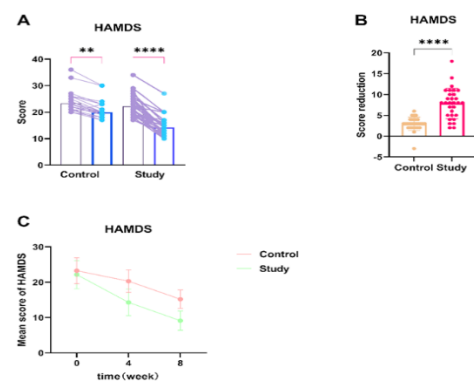 A
HAMDS
**
****
Score
40
30
20
10
0
Control
Study
B
HAMDS
****
Score reduction
20
15
10
5
0
-5
Control Study
C
HAMDS
Mean score of HAMDS
30
20
10
0
0
4
8
time(week)
Control
Study